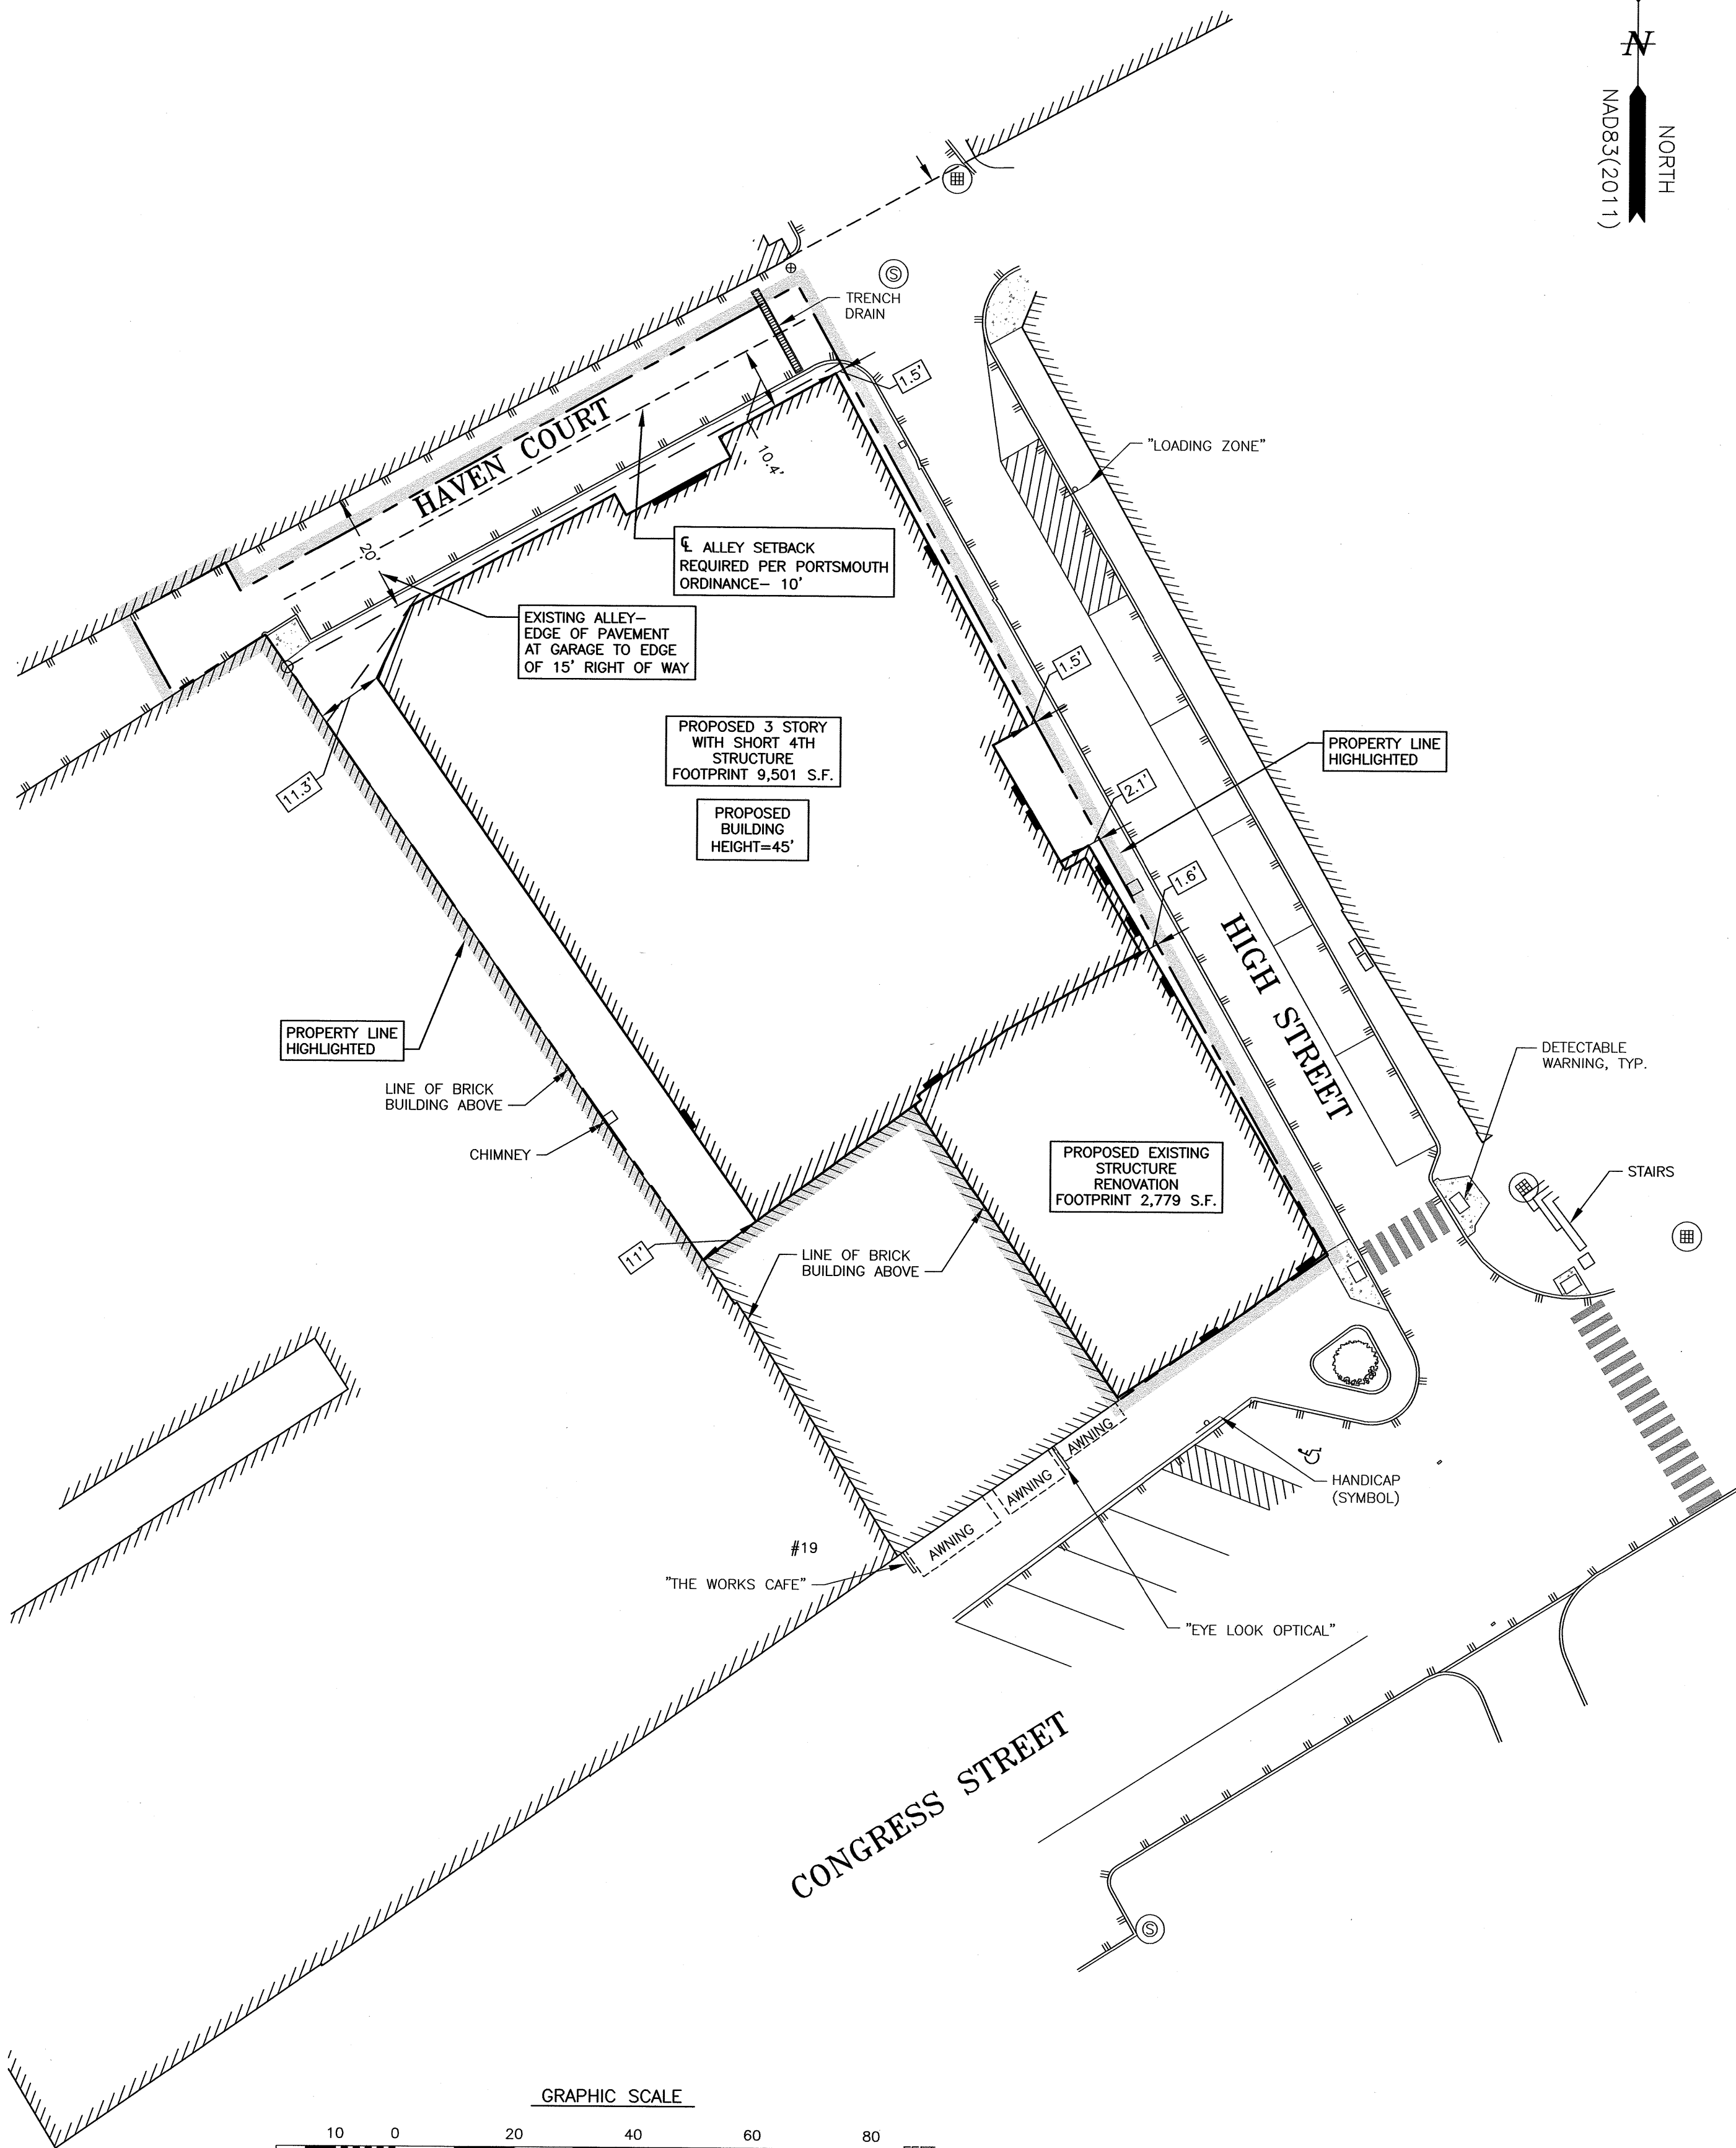 N
NORTH
NAD83(2011)
TRENCH
DRAIN
1.5'
"LOADING ZONE"
HAVEN COURT
10.4'
20'
℄ ALLEY SETBACK
REQUIRED PER PORTSMOUTH
ORDINANCE– 10'
EXISTING ALLEY–
EDGE OF PAVEMENT
AT GARAGE TO EDGE
OF 15' RIGHT OF WAY
1.5'
PROPOSED 3 STORY
WITH SHORT 4TH
STRUCTURE
FOOTPRINT 9,501 S.F.
PROPERTY LINE
HIGHLIGHTED
11.3'
2.1'
PROPOSED
BUILDING
HEIGHT=45'
1.6'
HIGH STREET
PROPERTY LINE
HIGHLIGHTED
LINE OF BRICK
BUILDING ABOVE
CHIMNEY
DETECTABLE
WARNING, TYP.
PROPOSED EXISTING
STRUCTURE
RENOVATION
FOOTPRINT 2,779 S.F.
STAIRS
11'
LINE OF BRICK
BUILDING ABOVE
AWNING
AWNING
AWNING
HANDICAP
(SYMBOL)
#19
"THE WORKS CAFE"
"EYE LOOK OPTICAL"
CONGRESS STREET
S
S
GRAPHIC SCALE
10 0 20 40 60 80